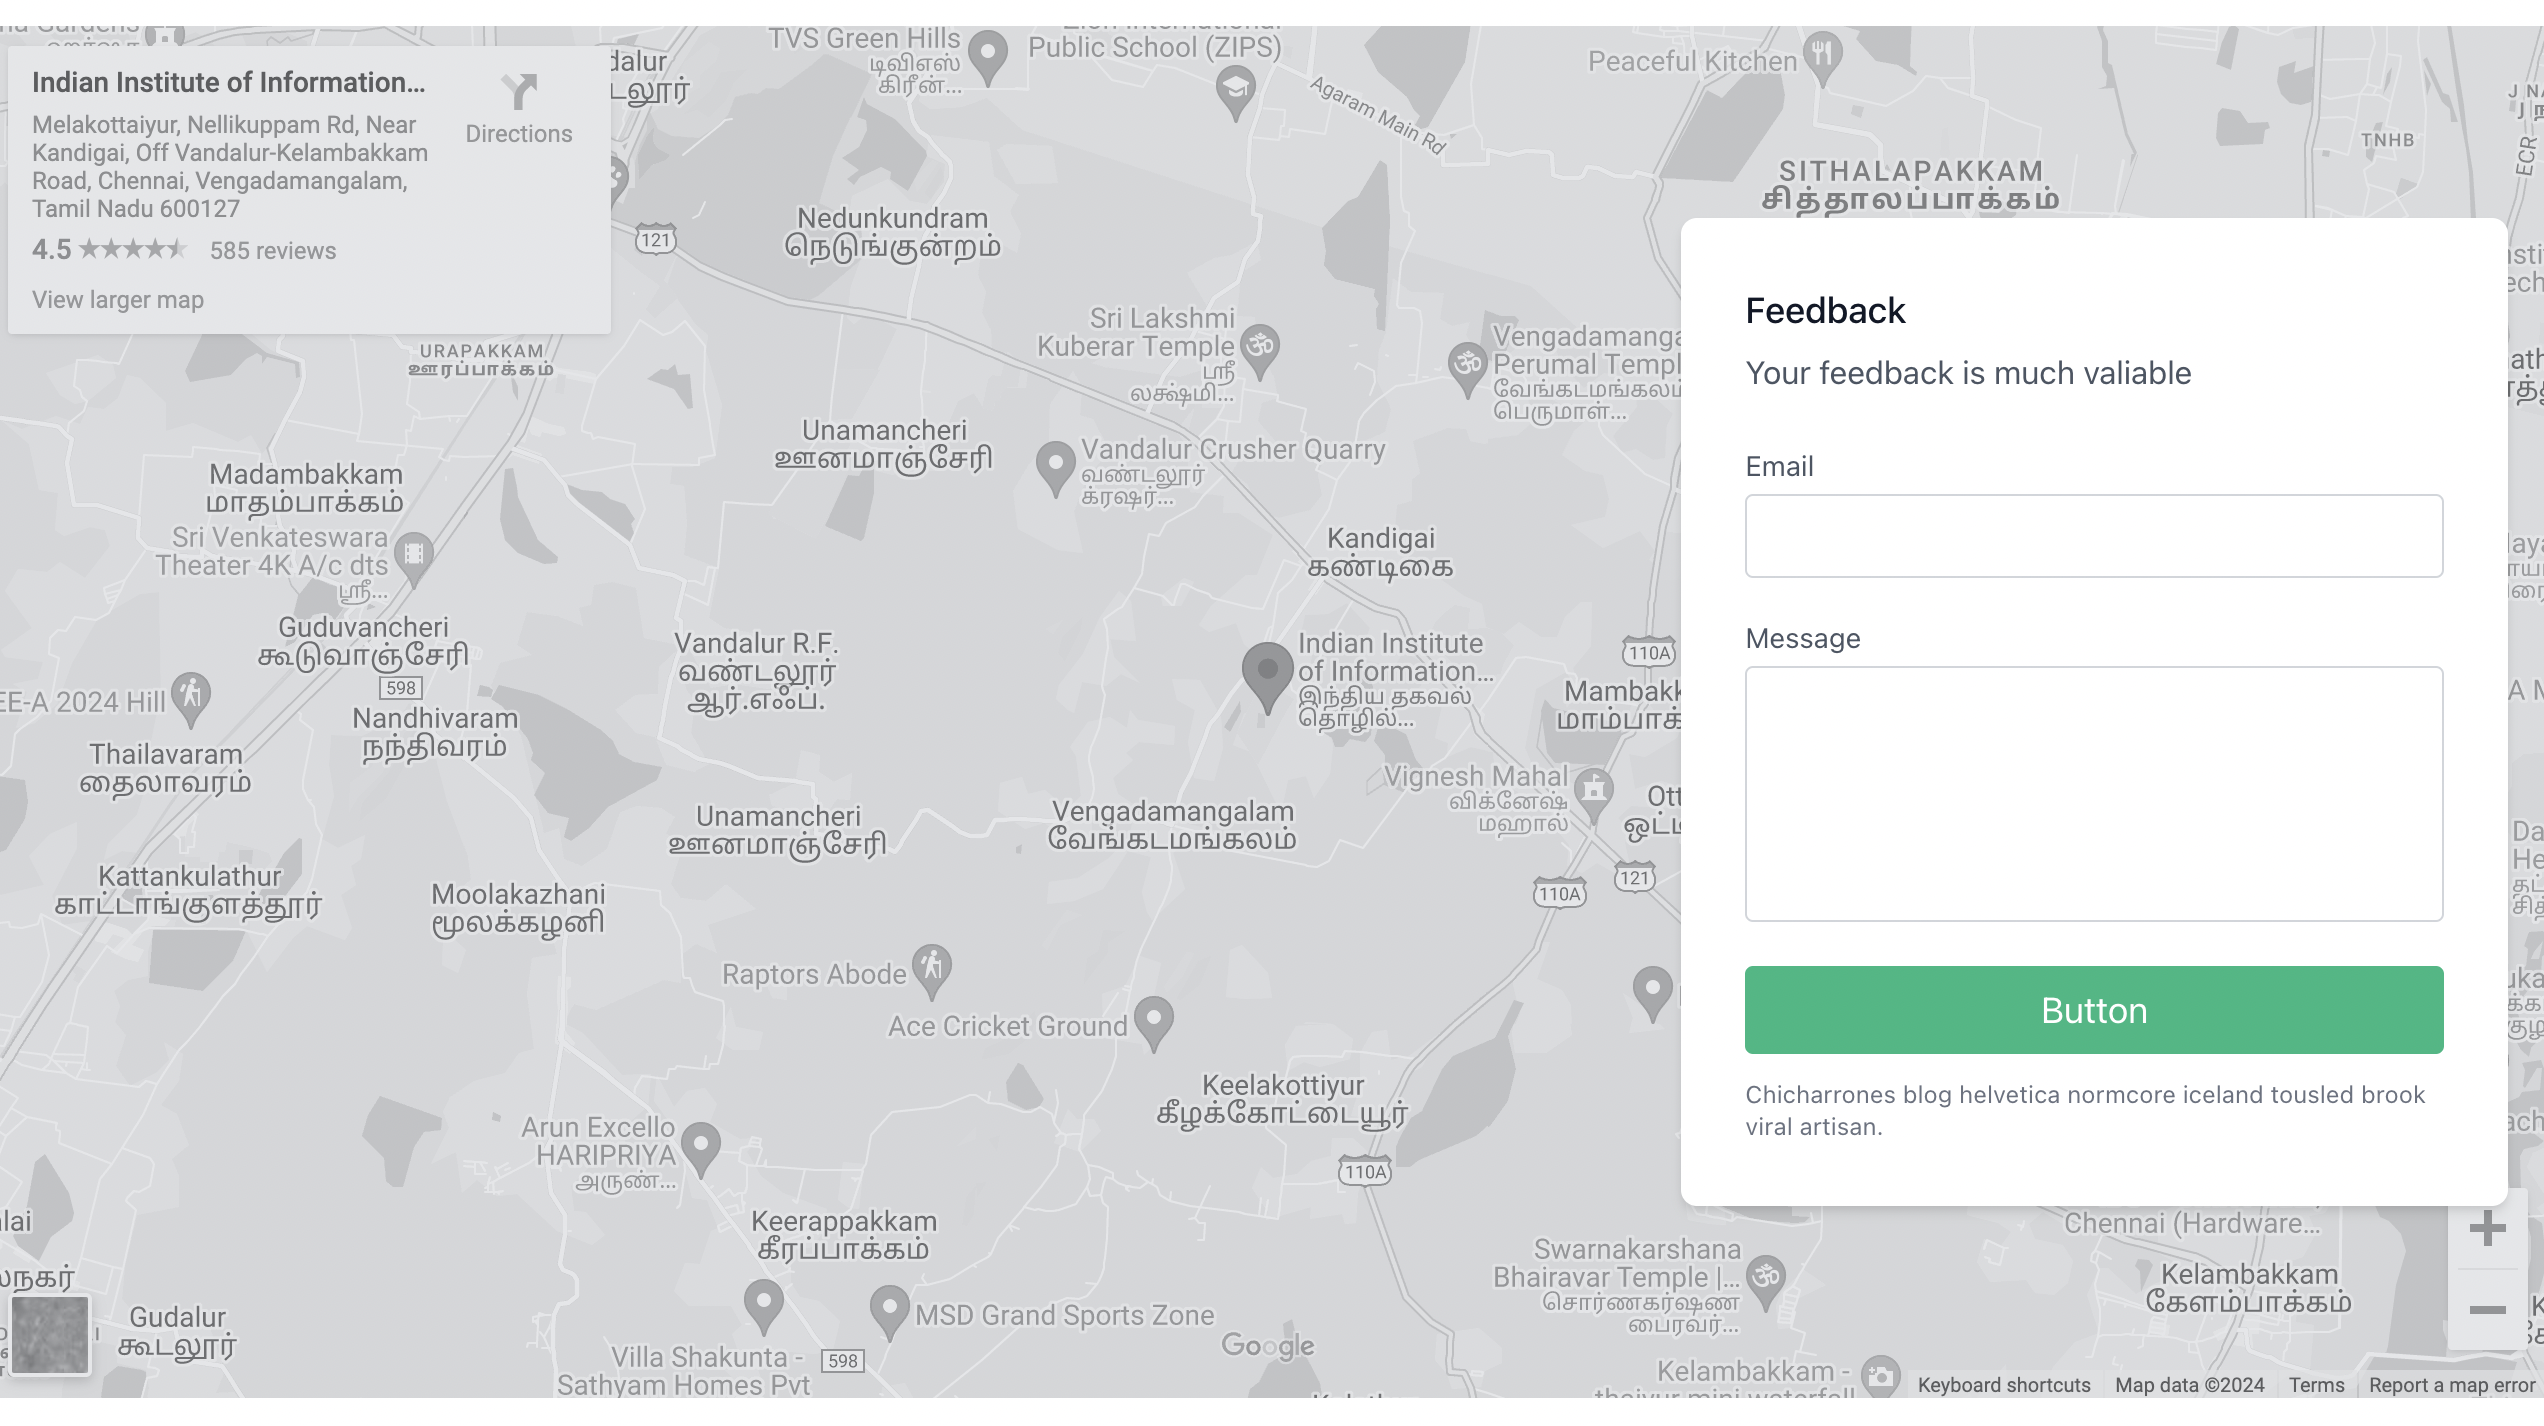 Indian Institute of Information...
Melakottaiyur, Nellikuppam Rd, Near
Kandigai, Off Vandalur-Kelambakkam
Road, Chennai, Vengadamangalam,
Tamil Nadu 600127
4.5
585 reviews
View larger map
Directions
TVS Green Hills
டிவிஎஸ்
கிரீன்...
Public School (ZIPS)
Agaram Main Rd
Peaceful Kitchen
TNHB
ECR
SITHALAPAKKAM
சித்தாலப்பாக்கம்
Nedunkundram
நெடுங்குன்றம்
121
URAPAKKAM
ஊரப்பாக்கம்
Sri Lakshmi
Kuberar Temple
ஸ்ரீ
லக்ஷ்மி...
Perumal
வேங்கடமங்கலம்
பெருமாள்...
Unamancheri
ஊனமாஞ்சேரி
Vandalur Crusher Quarry
வண்டலூர்
க்ரஷர்...
Madambakkam
மாதம்பாக்கம்
Sri Venkateswara
Theater 4K A/c dts
ஸ்ரீ...
Kandigai
கண்டிகை
Guduvancheri
கூடுவாஞ்சேரி
598
EE-A 2024 Hill
Nandhivaram
நந்திவரம்
Vandalur R.F.
வண்டலூர்
ஆர்.எஃப்.
Indian Institute
of Information...
இந்திய தகவல்
தொழில்...
110A
Thailavaram
தைலாவரம்
Vignesh Mahal
விக்னேஷ்
மஹால்
Unamancheri
ஊனமாஞ்சேரி
Vengadamangalam
வேங்கடமங்கலம்
Kattankulathur
காட்டாங்குளத்தூர்
Moolakazhani
மூலக்கழனி
110A
121
Raptors Abode
Ace Cricket Ground
Keelakottiyur
கீழக்கோட்டையூர்
Arun Excello
HARIPRIYA
அருண்...
110A
Keerappakkam
கீரப்பாக்கம்
Swarnakarshana
Bhairavar Temple |...
சொர்ணகர்ஷண
பைரவர்...
Chennai (Hardware...
Kelambakkam
கேளம்பாக்கம்
Gudalur
கூடலூர்
MSD Grand Sports Zone
Villa Shakunta -
Sathyam Homes Pvt
598
Google
Kelambakkam -
Feedback
Your feedback is much valiable
Email
Message
Button
Chicharrones blog helvetica normcore iceland tousled brook
viral artisan.
Keyboard shortcuts
Map data ©2024
Terms
Report a map error